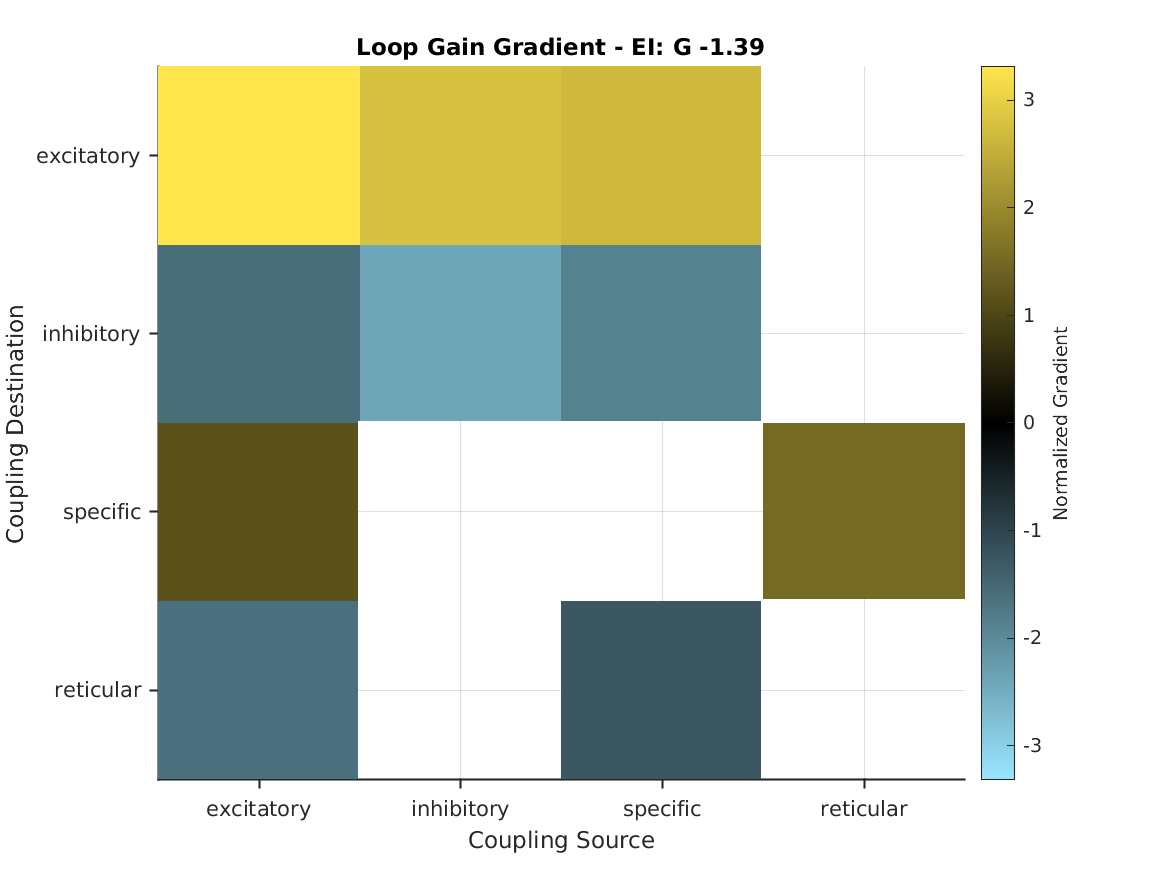 Loop Gain Gradient - EI: G -1.39
excitatory
inhibitory
specific
reticular
Coupling Destination
excitatory
inhibitory
specific
reticular
Coupling Source
3
2
1
0
-1
-2
-3
Normalized Gradient